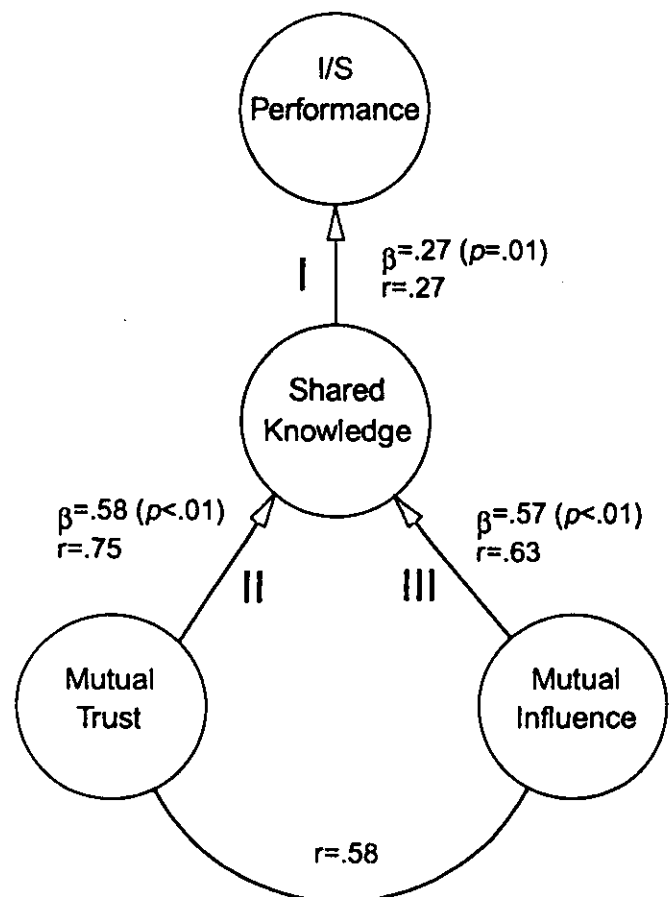 I/S
Performance
I
β=.27 (p=.01)
r=.27
Shared
Knowledge
β=.58 (p<.01)
r=.75
β=.57 (p<.01)
r=.63
II
III
Mutual
Trust
Mutual
Influence
r=.58